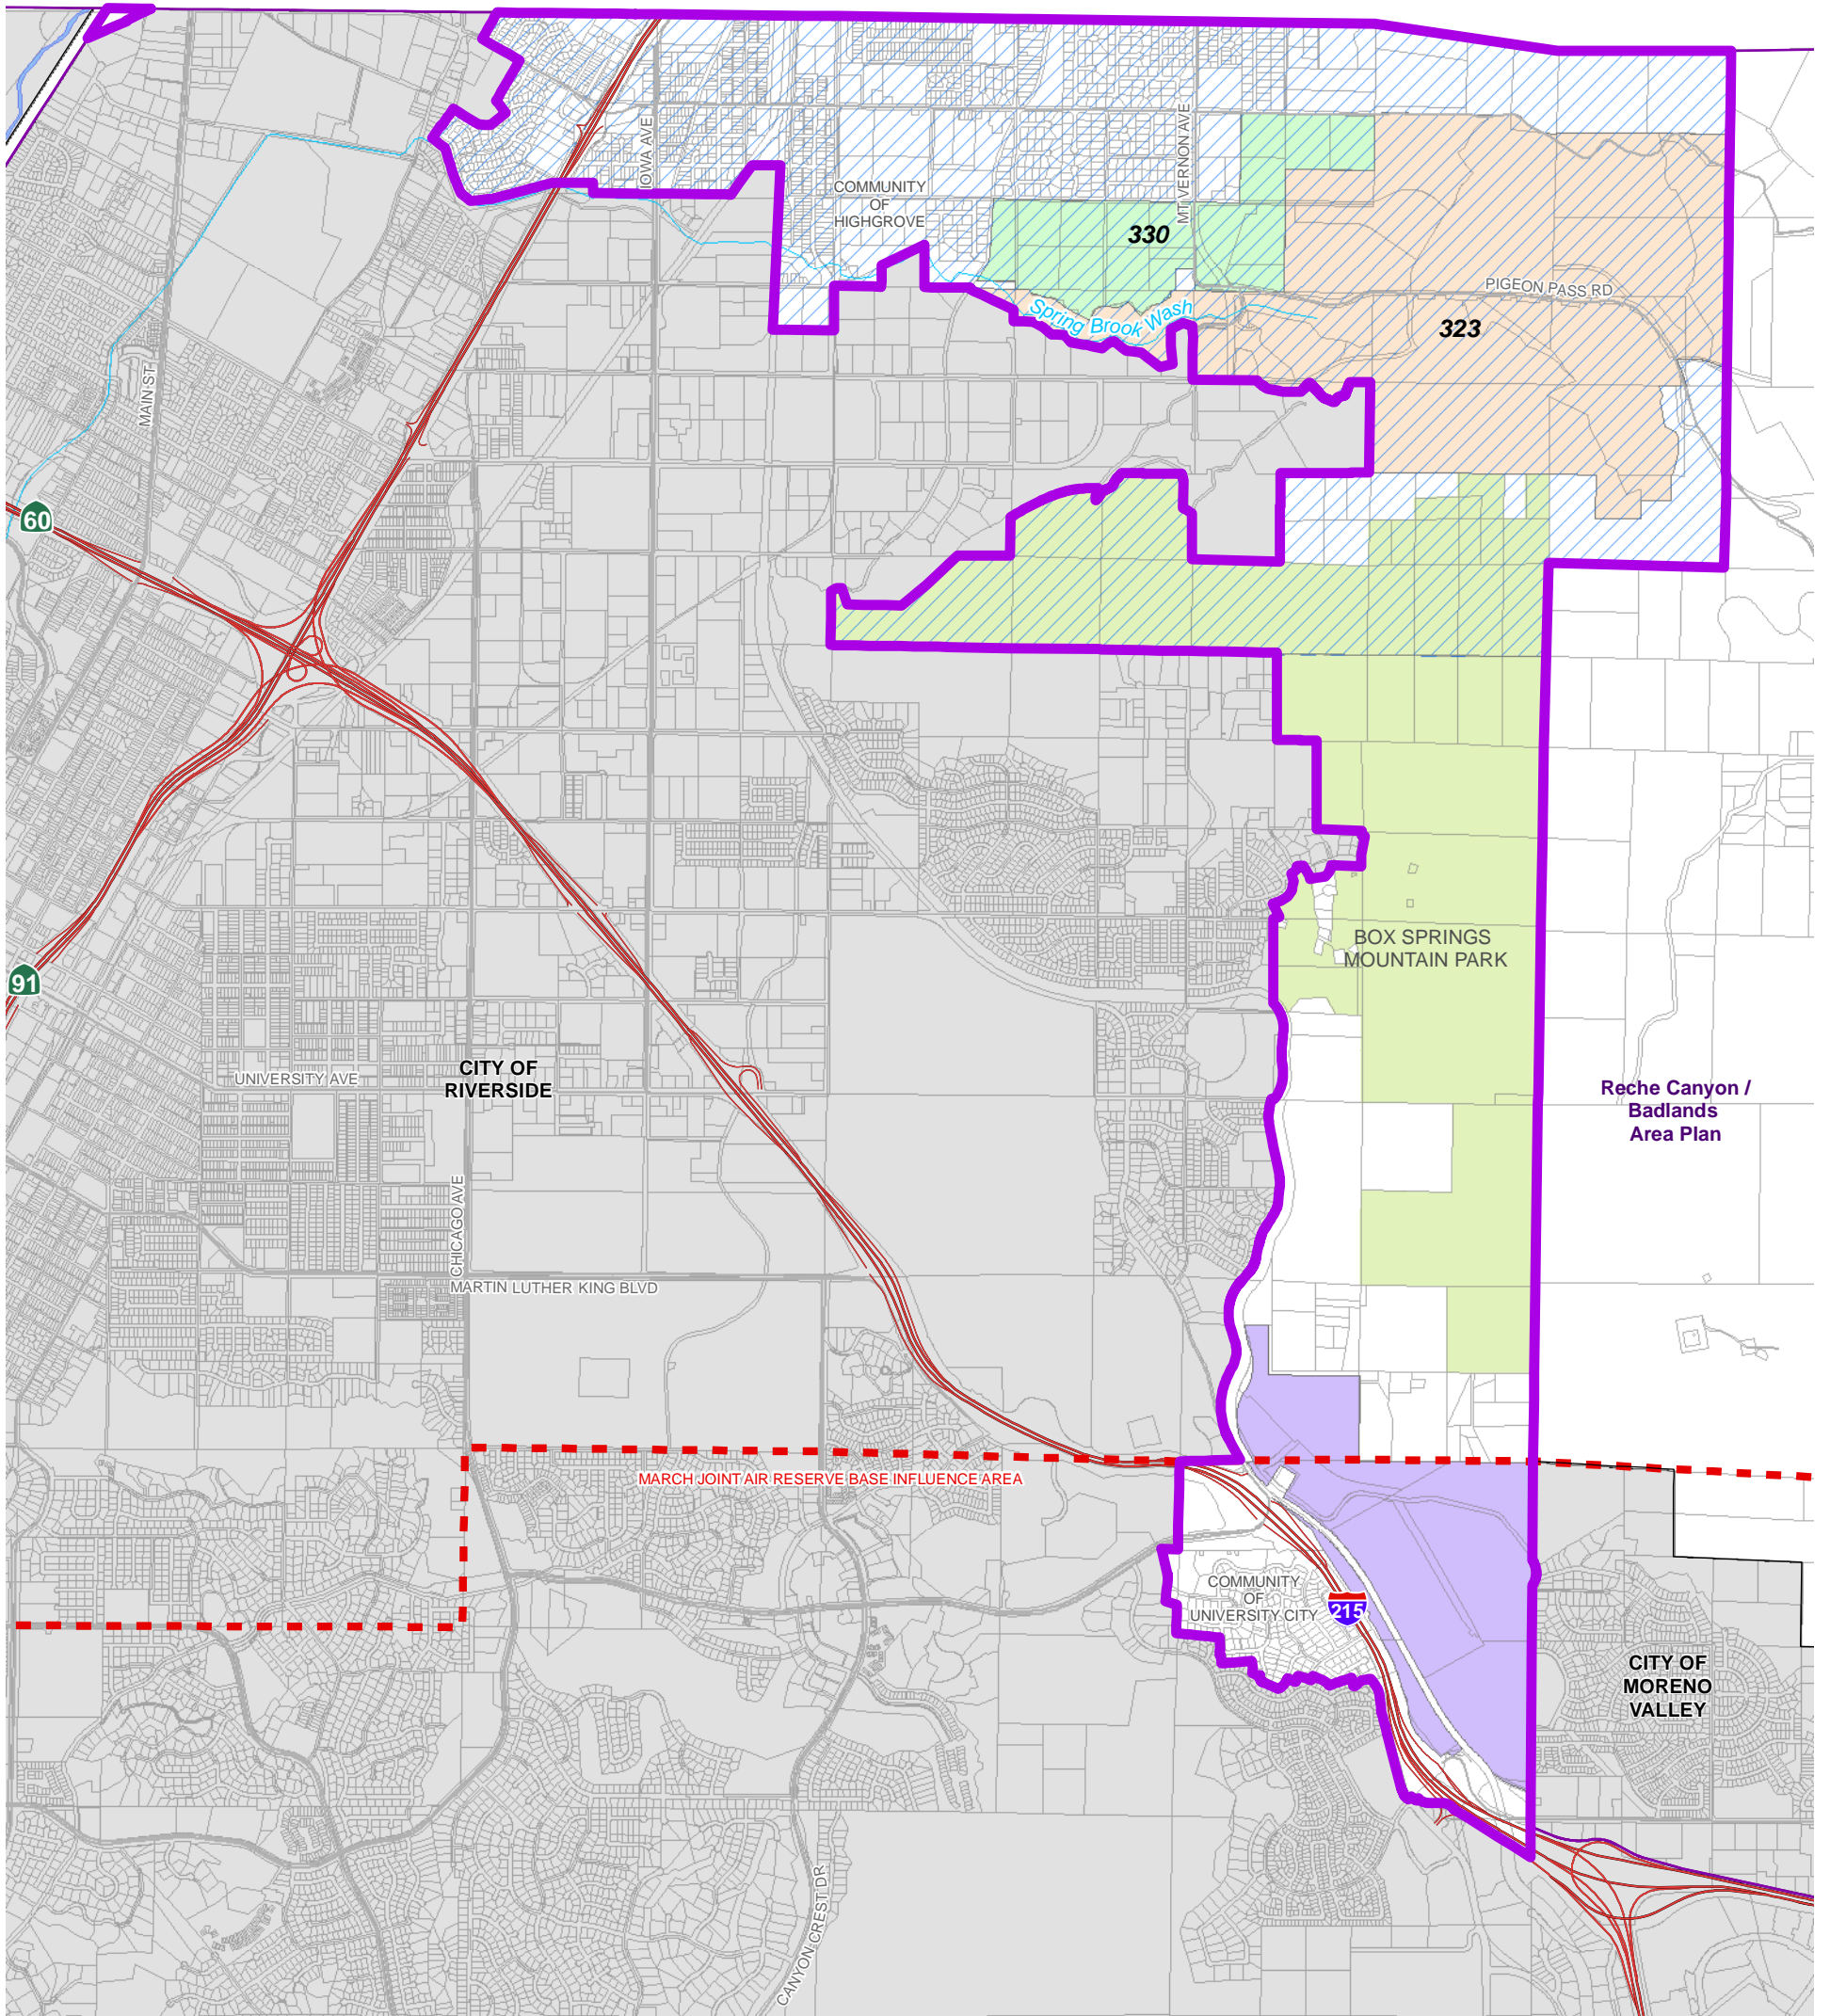 IOWA AVE
MT VERNON AVE
COMMUNITY
OF
HIGHGROVE
330
PIGEON PASS RD
Spring Brook Wash
323
MAIN ST
60
BOX SPRINGS
MOUNTAIN PARK
91
CITY OF
RIVERSIDE
UNIVERSITY AVE
Reche Canyon /
Badlands
Area Plan
CHICAGO AVE
MARTIN LUTHER KING BLVD
MARCH JOINT AIR RESERVE BASE INFLUENCE AREA
COMMUNITY
OF
UNIVERSITY CITY
215
CITY OF
MORENO
VALLEY
CANYON CREST DR